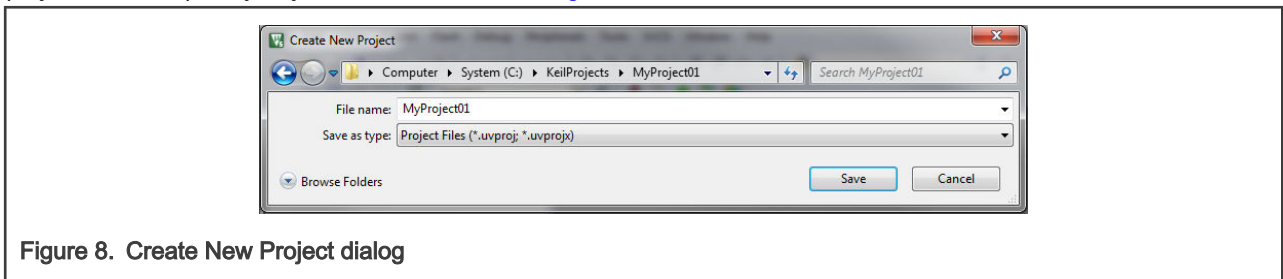 Create New Project
Computer ▸ System (C:) ▸ KeilProjects ▸ MyProject01
Search MyProject01
File name: MyProject01
Save as type: Project Files (*.uvproj; *.uvprojx)
Browse Folders
Save
Cancel
Figure 8. Create New Project dialog